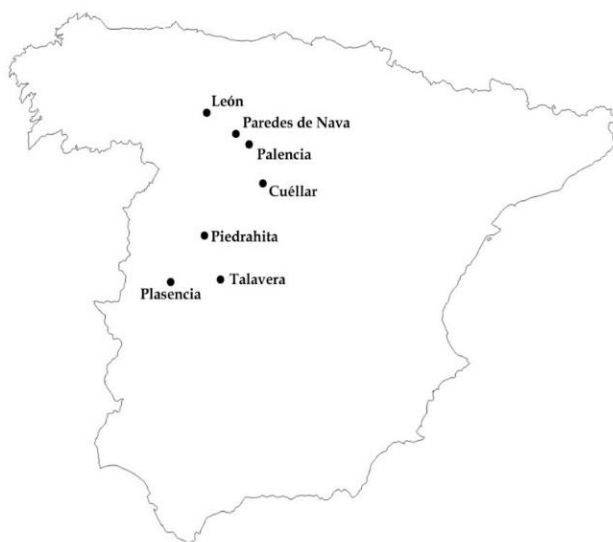 León
Paredes de Nava
Palencia
Cuéllar
Piedrahita
Talavera
Plasencia